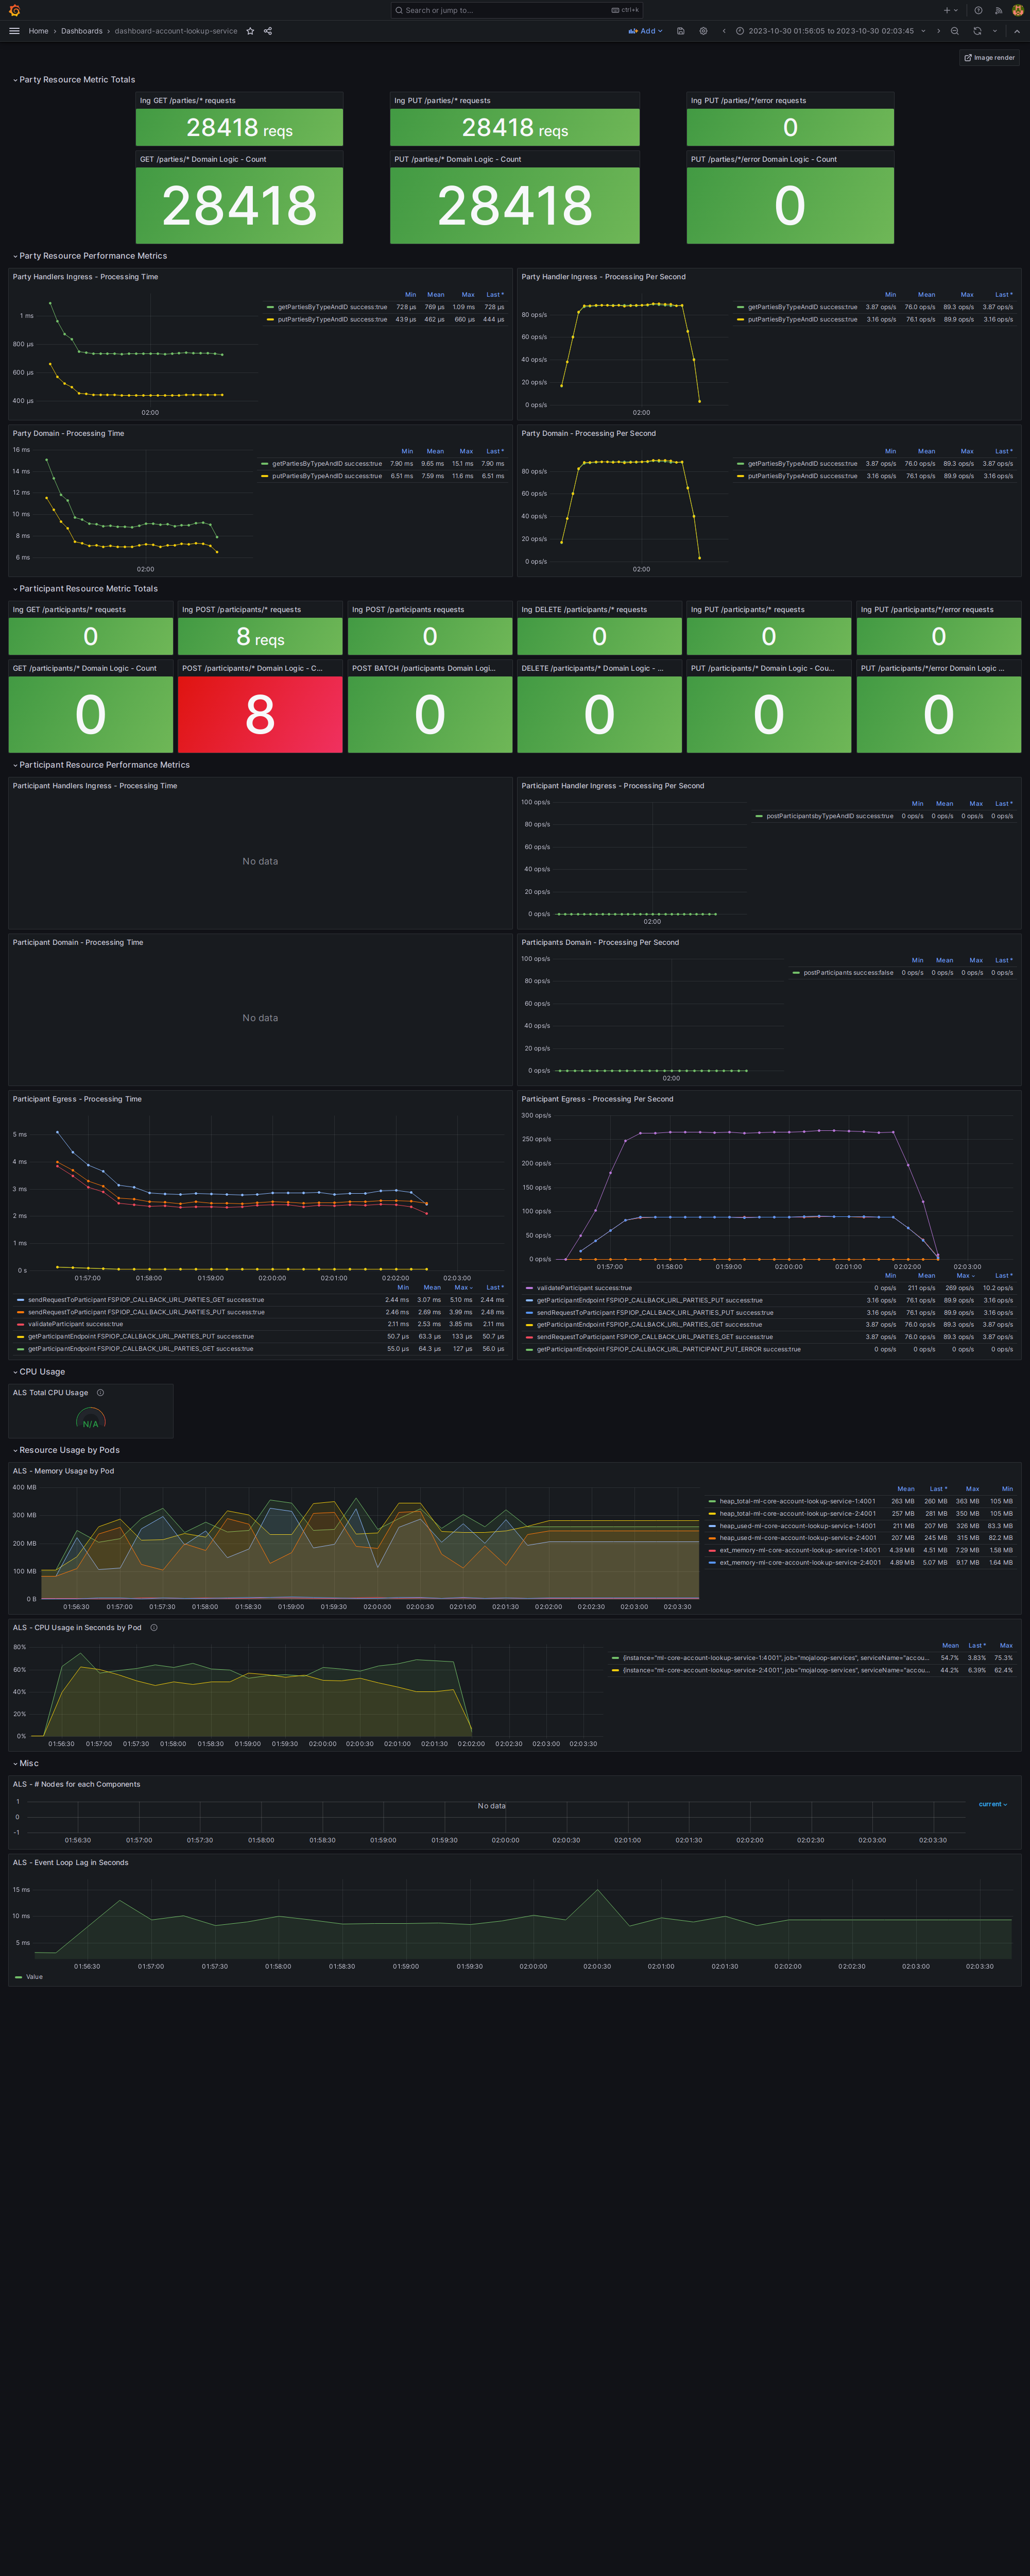 Search or jump to...
ctrl+k
Home › Dashboards › dashboard-account-lookup-service
Add
2023-10-30 01:56:05 to 2023-10-30 02:03:45
Image render
Party Resource Metric Totals
Ing GET /parties/* requests
28418 reqs
Ing PUT /parties/* requests
28418 reqs
Ing PUT /parties/*/error requests
0
GET /parties/* Domain Logic - Count
28418
PUT /parties/* Domain Logic - Count
28418
PUT /parties/*/error Domain Logic - Count
0
Party Resource Performance Metrics
Party Handlers Ingress - Processing Time
1 ms
800 µs
600 µs
400 µs
02:00
Min Mean Max Last *
getPartiesByTypeAndID success:true 728 µs 769 µs 1.09 ms 728 µs
putPartiesByTypeAndID success:true 439 µs 462 µs 660 µs 444 µs
Party Handler Ingress - Processing Per Second
80 ops/s
60 ops/s
40 ops/s
20 ops/s
0 ops/s
02:00
Min Mean Max Last *
getPartiesByTypeAndID success:true 3.87 ops/s 76.0 ops/s 89.3 ops/s 3.87 ops/s
putPartiesByTypeAndID success:true 3.16 ops/s 76.1 ops/s 89.9 ops/s 3.16 ops/s
Party Domain - Processing Time
16 ms
14 ms
12 ms
10 ms
8 ms
6 ms
02:00
Min Mean Max Last *
getPartiesByTypeAndID success:true 7.90 ms 9.65 ms 15.1 ms 7.90 ms
putPartiesByTypeAndID success:true 6.51 ms 7.59 ms 11.6 ms 6.51 ms
Party Domain - Processing Per Second
80 ops/s
60 ops/s
40 ops/s
20 ops/s
0 ops/s
02:00
Min Mean Max Last *
getPartiesByTypeAndID success:true 3.87 ops/s 76.0 ops/s 89.3 ops/s 3.87 ops/s
putPartiesByTypeAndID success:true 3.16 ops/s 76.1 ops/s 89.9 ops/s 3.16 ops/s
Participant Resource Metric Totals
Ing GET /participants/* requests
0
Ing POST /participants/* requests
8 reqs
Ing POST /participants requests
0
Ing DELETE /participants/* requests
0
Ing PUT /participants/* requests
0
Ing PUT /participants/*/error requests
0
GET /participants/* Domain Logic - Count
0
POST /participants/* Domain Logic - C...
8
POST BATCH /participants Domain Logi...
0
DELETE /participants/* Domain Logic - ...
0
PUT /participants/* Domain Logic - Cou...
0
PUT /participants/*/error Domain Logic ...
0
Participant Resource Performance Metrics
Participant Handlers Ingress - Processing Time
No data
Participant Handler Ingress - Processing Per Second
100 ops/s
80 ops/s
60 ops/s
40 ops/s
20 ops/s
0 ops/s
02:00
Min Mean Max Last *
postParticipantsbyTypeAndID success:true 0 ops/s 0 ops/s 0 ops/s 0 ops/s
Participant Domain - Processing Time
No data
Participants Domain - Processing Per Second
100 ops/s
80 ops/s
60 ops/s
40 ops/s
20 ops/s
0 ops/s
02:00
Min Mean Max Last *
postParticipants success:false 0 ops/s 0 ops/s 0 ops/s 0 ops/s
Participant Egress - Processing Time
5 ms
4 ms
3 ms
2 ms
1 ms
0 s
01:57:00 01:58:00 01:59:00 02:00:00 02:01:00 02:02:00 02:03:00
Min Mean Max Last *
sendRequestToParticipant FSPIOP_CALLBACK_URL_PARTIES_GET success:true 2.44 ms 3.07 ms 5.10 ms 2.44 ms
sendRequestToParticipant FSPIOP_CALLBACK_URL_PARTIES_PUT success:true 2.46 ms 2.69 ms 3.99 ms 2.48 ms
validateParticipant success:true 2.11 ms 2.53 ms 3.85 ms 2.11 ms
getParticipantEndpoint FSPIOP_CALLBACK_URL_PARTIES_PUT success:true 50.7 µs 63.3 µs 133 µs 50.7 µs
getParticipantEndpoint FSPIOP_CALLBACK_URL_PARTIES_GET success:true 55.0 µs 64.3 µs 127 µs 56.0 µs
Participant Egress - Processing Per Second
300 ops/s
250 ops/s
200 ops/s
150 ops/s
100 ops/s
50 ops/s
0 ops/s
01:57:00 01:58:00 01:59:00 02:00:00 02:01:00 02:02:00 02:03:00
Min Mean Max Last *
validateParticipant success:true 0 ops/s 211 ops/s 269 ops/s 10.2 ops/s
getParticipantEndpoint FSPIOP_CALLBACK_URL_PARTIES_PUT success:true 3.16 ops/s 76.1 ops/s 89.9 ops/s 3.16 ops/s
sendRequestToParticipant FSPIOP_CALLBACK_URL_PARTIES_PUT success:true 3.16 ops/s 76.1 ops/s 89.9 ops/s 3.16 ops/s
getParticipantEndpoint FSPIOP_CALLBACK_URL_PARTIES_GET success:true 3.87 ops/s 76.0 ops/s 89.3 ops/s 3.87 ops/s
sendRequestToParticipant FSPIOP_CALLBACK_URL_PARTIES_GET success:true 3.87 ops/s 76.0 ops/s 89.3 ops/s 3.87 ops/s
getParticipantEndpoint FSPIOP_CALLBACK_URL_PARTICIPANT_PUT_ERROR success:true 0 ops/s 0 ops/s 0 ops/s 0 ops/s
CPU Usage
ALS Total CPU Usage
N/A
Resource Usage by Pods
ALS - Memory Usage by Pod
400 MB
300 MB
200 MB
100 MB
0 B
01:56:30 01:57:00 01:57:30 01:58:00 01:58:30 01:59:00 01:59:30 02:00:00 02:00:30 02:01:00 02:01:30 02:02:00 02:02:30 02:03:00 02:03:30
Mean Last * Max Min
heap_total-ml-core-account-lookup-service-1:4001 263 MB 260 MB 363 MB 105 MB
heap_total-ml-core-account-lookup-service-2:4001 257 MB 281 MB 350 MB 105 MB
heap_used-ml-core-account-lookup-service-1:4001 211 MB 207 MB 326 MB 83.3 MB
heap_used-ml-core-account-lookup-service-2:4001 207 MB 245 MB 315 MB 82.2 MB
ext_memory-ml-core-account-lookup-service-1:4001 4.39 MB 4.51 MB 7.29 MB 1.58 MB
ext_memory-ml-core-account-lookup-service-2:4001 4.89 MB 5.07 MB 9.17 MB 1.64 MB
ALS - CPU Usage in Seconds by Pod
80%
60%
40%
20%
0%
01:56:30 01:57:00 01:57:30 01:58:00 01:58:30 01:59:00 01:59:30 02:00:00 02:00:30 02:01:00 02:01:30 02:02:00 02:02:30 02:03:00 02:03:30
Mean Last * Max
{instance="ml-core-account-lookup-service-1:4001", job="mojaloop-services", serviceName="accou... 54.7% 3.83% 75.3%
{instance="ml-core-account-lookup-service-2:4001", job="mojaloop-services", serviceName="accou... 44.2% 6.39% 62.4%
Misc
ALS - # Nodes for each Components
1
0
-1
No data
current
01:56:30 01:57:00 01:57:30 01:58:00 01:58:30 01:59:00 01:59:30 02:00:00 02:00:30 02:01:00 02:01:30 02:02:00 02:02:30 02:03:00 02:03:30
ALS - Event Loop Lag in Seconds
15 ms
10 ms
5 ms
01:56:30 01:57:00 01:57:30 01:58:00 01:58:30 01:59:00 01:59:30 02:00:00 02:00:30 02:01:00 02:01:30 02:02:00 02:02:30 02:03:00 02:03:30
Value